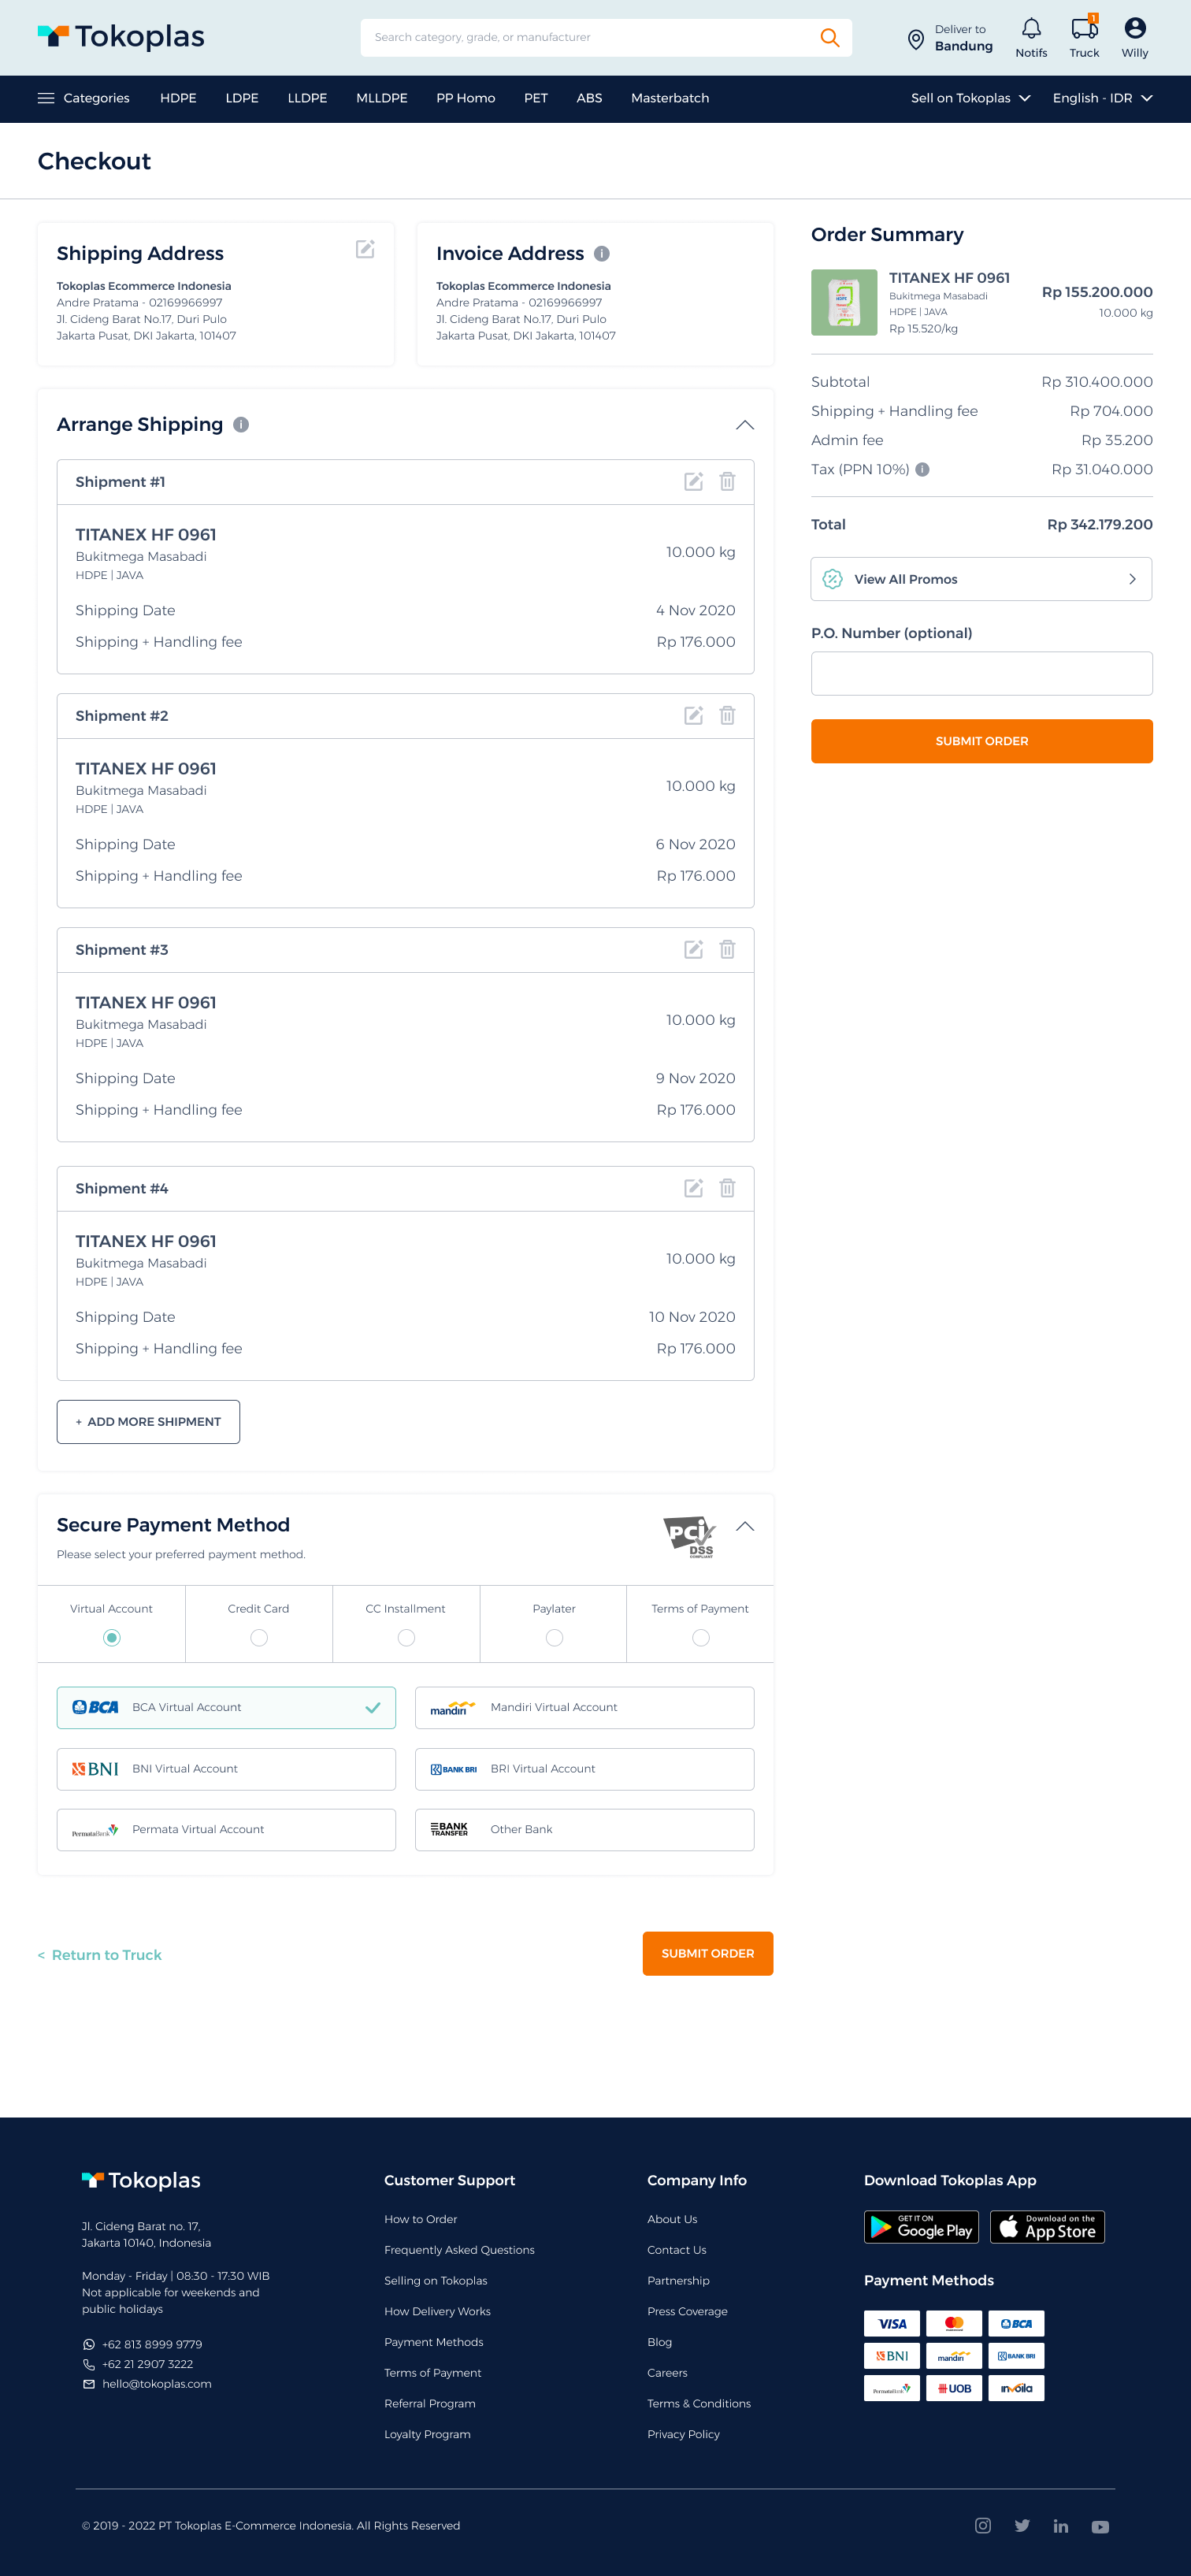 Tokoplas
Search category, grade, or manufacturer
Deliver to
Bandung
Notifs
1
Truck
Willy
Categories
HDPE
LDPE
LLDPE
MLLDPE
PP Homo
PET
ABS
Masterbatch
Sell on Tokoplas
English - IDR
Checkout
Shipping Address
Tokoplas Ecommerce Indonesia
Andre Pratama - 02169966997
Jl. Cideng Barat No.17, Duri Pulo
Jakarta Pusat, DKI Jakarta, 101407
Invoice Address
i
Tokoplas Ecommerce Indonesia
Andre Pratama - 02169966997
Jl. Cideng Barat No.17, Duri Pulo
Jakarta Pusat, DKI Jakarta, 101407
Arrange Shipping
i
Shipment #1
TITANEX HF 0961
Bukitmega Masabadi
HDPE | JAVA
10.000 kg
Shipping Date
4 Nov 2020
Shipping + Handling fee
Rp 176.000
Shipment #2
TITANEX HF 0961
Bukitmega Masabadi
HDPE | JAVA
10.000 kg
Shipping Date
6 Nov 2020
Shipping + Handling fee
Rp 176.000
Shipment #3
TITANEX HF 0961
Bukitmega Masabadi
HDPE | JAVA
10.000 kg
Shipping Date
9 Nov 2020
Shipping + Handling fee
Rp 176.000
Shipment #4
TITANEX HF 0961
Bukitmega Masabadi
HDPE | JAVA
10.000 kg
Shipping Date
10 Nov 2020
Shipping + Handling fee
Rp 176.000
+ ADD MORE SHIPMENT
Secure Payment Method
Please select your preferred payment method.
PCi
DSS
COMPLIANT
Virtual Account
Credit Card
CC Installment
Paylater
Terms of Payment
BCA
BCA Virtual Account
mandiri
Mandiri Virtual Account
BNI
BNI Virtual Account
BANK BRI
BRI Virtual Account
PermataBank
Permata Virtual Account
BANK
TRANSFER
Other Bank
< Return to Truck
SUBMIT ORDER
Order Summary
TITANEX HF 0961
Bukitmega Masabadi
HDPE | JAVA
Rp 15.520/kg
Rp 155.200.000
10.000 kg
Subtotal
Rp 310.400.000
Shipping + Handling fee
Rp 704.000
Admin fee
Rp 35.200
Tax (PPN 10%)
i
Rp 31.040.000
Total
Rp 342.179.200
View All Promos
P.O. Number (optional)
SUBMIT ORDER
Tokoplas
Jl. Cideng Barat no. 17,
Jakarta 10140, Indonesia
Monday - Friday | 08:30 - 17:30 WIB
Not applicable for weekends and
public holidays
+62 813 8999 9779
+62 21 2907 3222
hello@tokoplas.com
Customer Support
How to Order
Frequently Asked Questions
Selling on Tokoplas
How Delivery Works
Payment Methods
Terms of Payment
Referral Program
Loyalty Program
Company Info
About Us
Contact Us
Partnership
Press Coverage
Blog
Careers
Terms & Conditions
Privacy Policy
Download Tokoplas App
GET IT ON
Google Play
Download on the
App Store
Payment Methods
VISA
BCA
BNI
mandiri
BANK BRI
PermataBank
UOB
invoila
© 2019 - 2022 PT Tokoplas E-Commerce Indonesia. All Rights Reserved